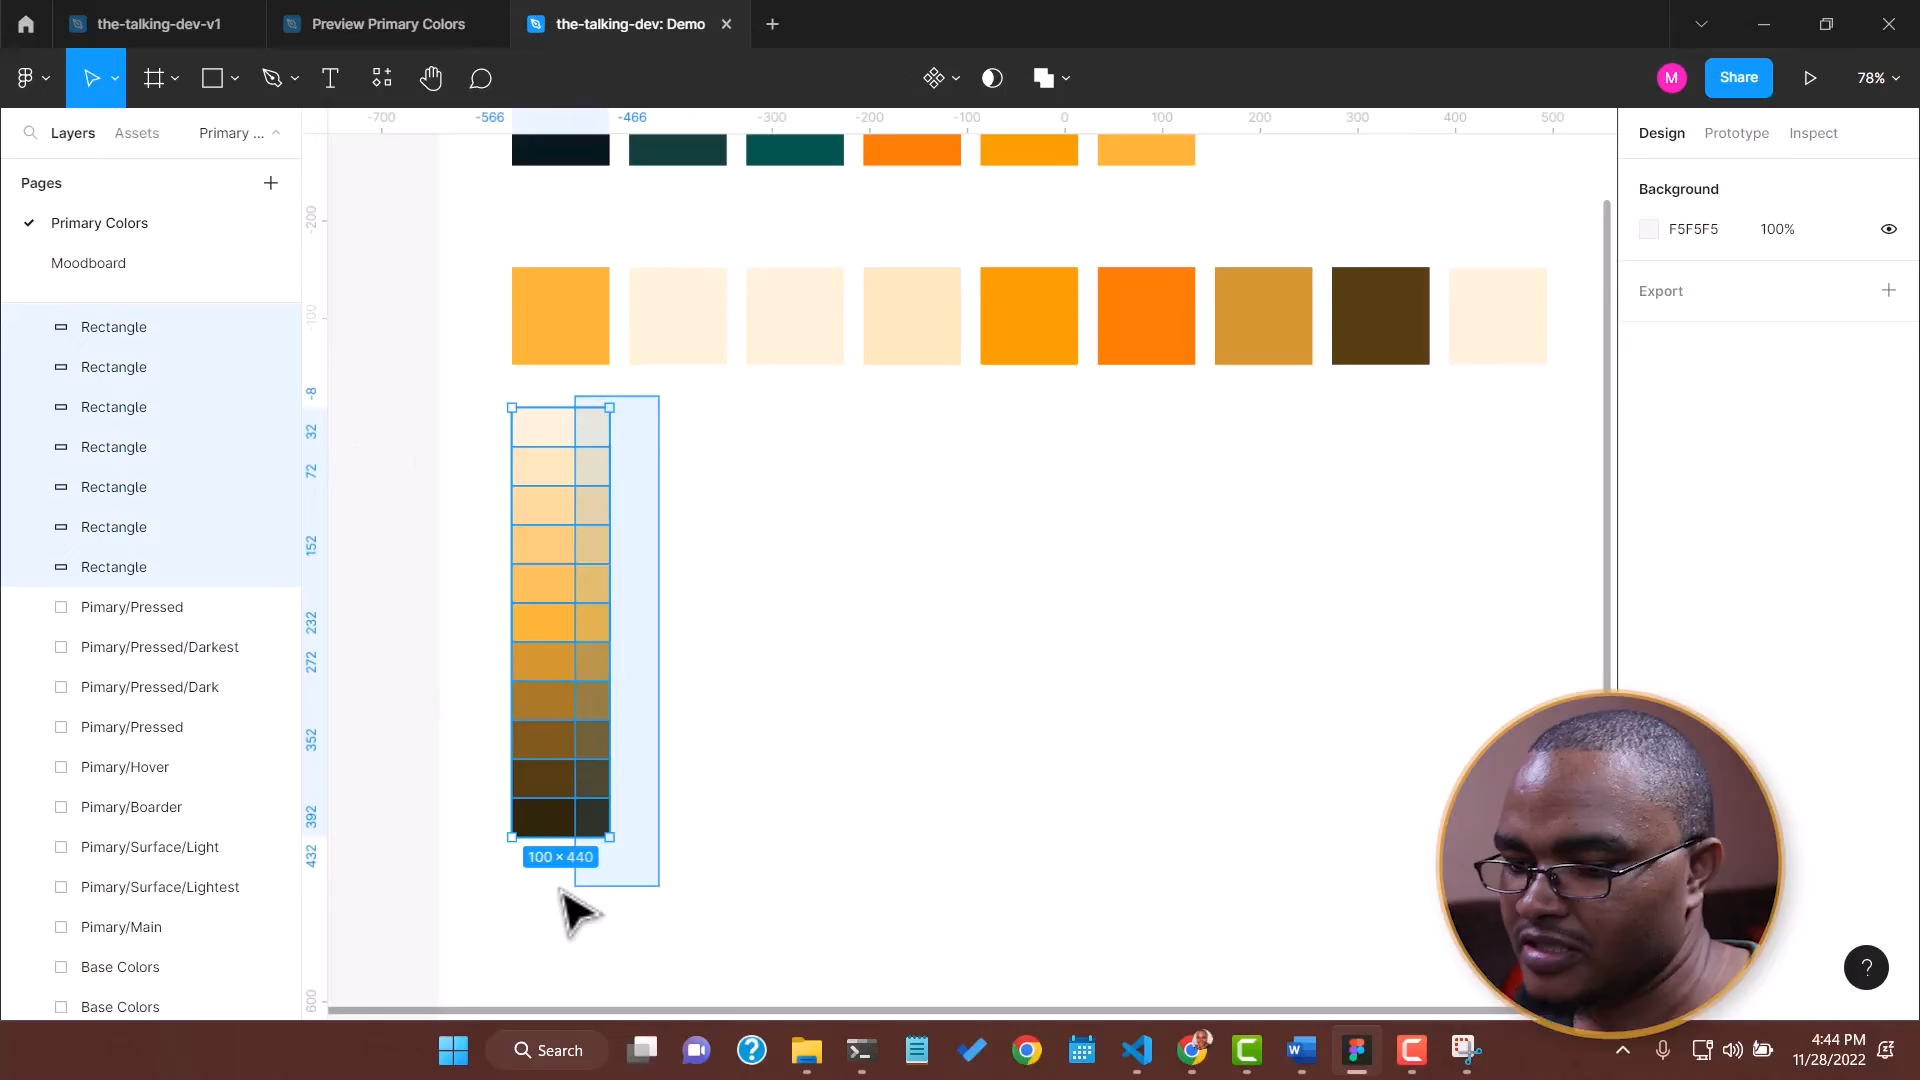 the-talking-dev-v1
Preview Primary Colors
the-talking-dev: Demo
M
Share
78%
Layers
Assets
Primary ...
-700
-566
-466
-300
-200
-100
0
100
200
300
400
500
Design
Prototype
Inspect
Pages
Background
Primary Colors
F5F5F5
100%
Moodboard
Export
-200
-100
-8
32
72
152
232
272
352
392
432
600
Rectangle
Rectangle
Rectangle
Rectangle
Rectangle
Rectangle
Rectangle
Pimary/Pressed
Pimary/Pressed/Darkest
Pimary/Pressed/Dark
Pimary/Pressed
Pimary/Hover
Pimary/Boarder
Pimary/Surface/Light
Pimary/Surface/Lightest
Pimary/Main
Base Colors
Base Colors
100 × 440
?
Search
4:44 PM
11/28/2022